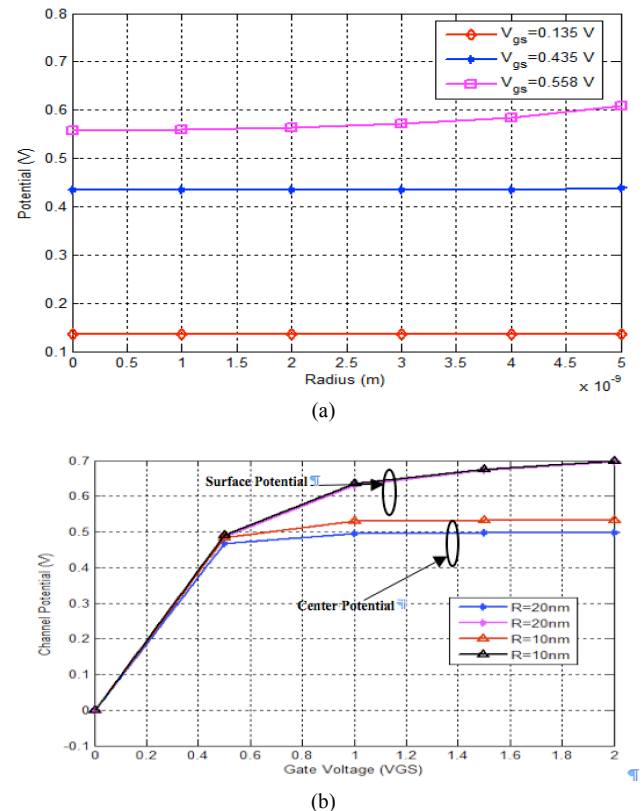 0.8
0.7
0.6
0.5
0.4
0.3
0.2
0.1
Potential (V)
V gs=0.135 V
V gs=0.435 V
V gs=0.558 V
0 0.5 1 1.5 2 2.5 3 3.5 4 4.5 5
Radius (m)
x 10-9
(a)
0.7
0.6
0.5
0.4
0.3
0.2
0.1
0
-0.1
Channel Potential (V)
Surface Potential ¶
Center Potential ¶
R=20nm
R=20nm
R=10nm
R=10nm
0 0.2 0.4 0.6 0.8 1 1.2 1.4 1.6 1.8 2
Gate Voltage (VGS)
¶
(b)